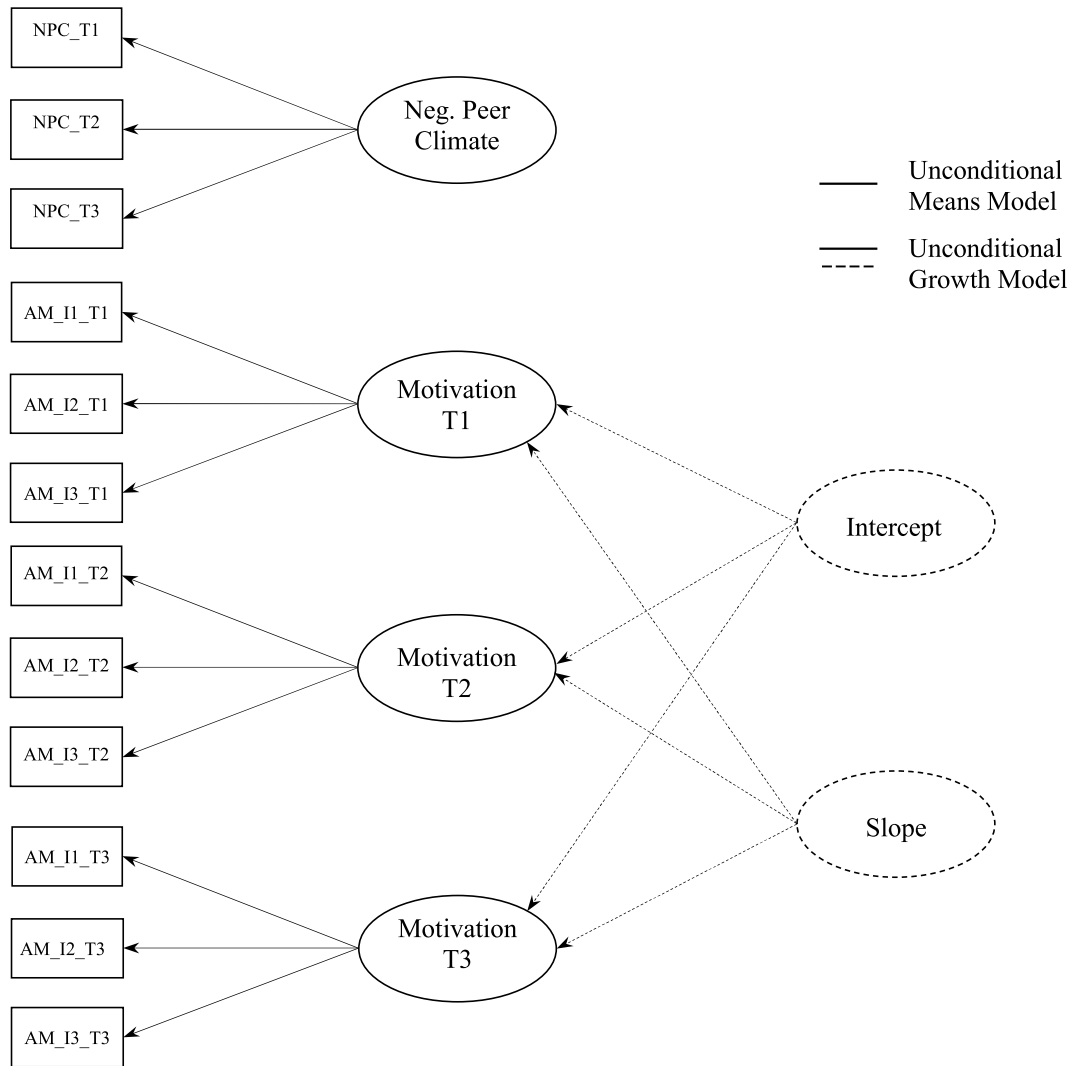 NPC_T1
NPC_T2
NPC_T3
Neg. Peer
Climate
Unconditional
Means Model
Unconditional
Growth Model
AM_I1_T1
AM_I2_T1
AM_I3_T1
Motivation
T1
AM_I1_T2
AM_I2_T2
AM_I3_T2
Motivation
T2
AM_I1_T3
AM_I2_T3
AM_I3_T3
Motivation
T3
Intercept
Slope